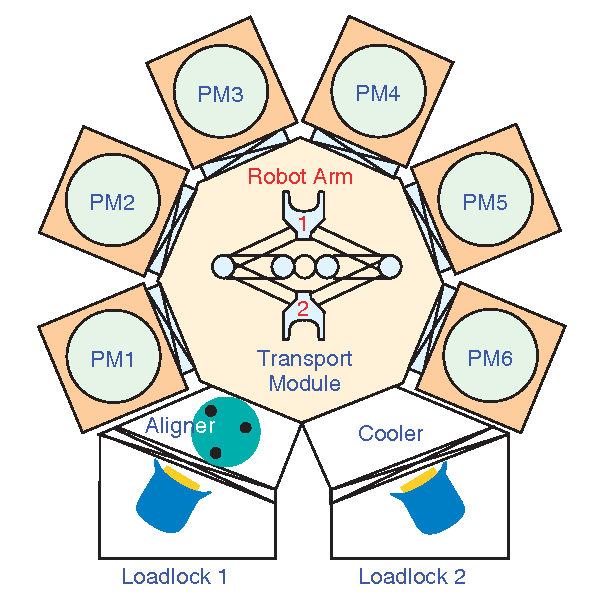 PM3
PM4
Robot Arm
PM2
1
PM5
2
PM1
Transport
Module
PM6
Aligner
Cooler
Loadlock 1
Loadlock 2